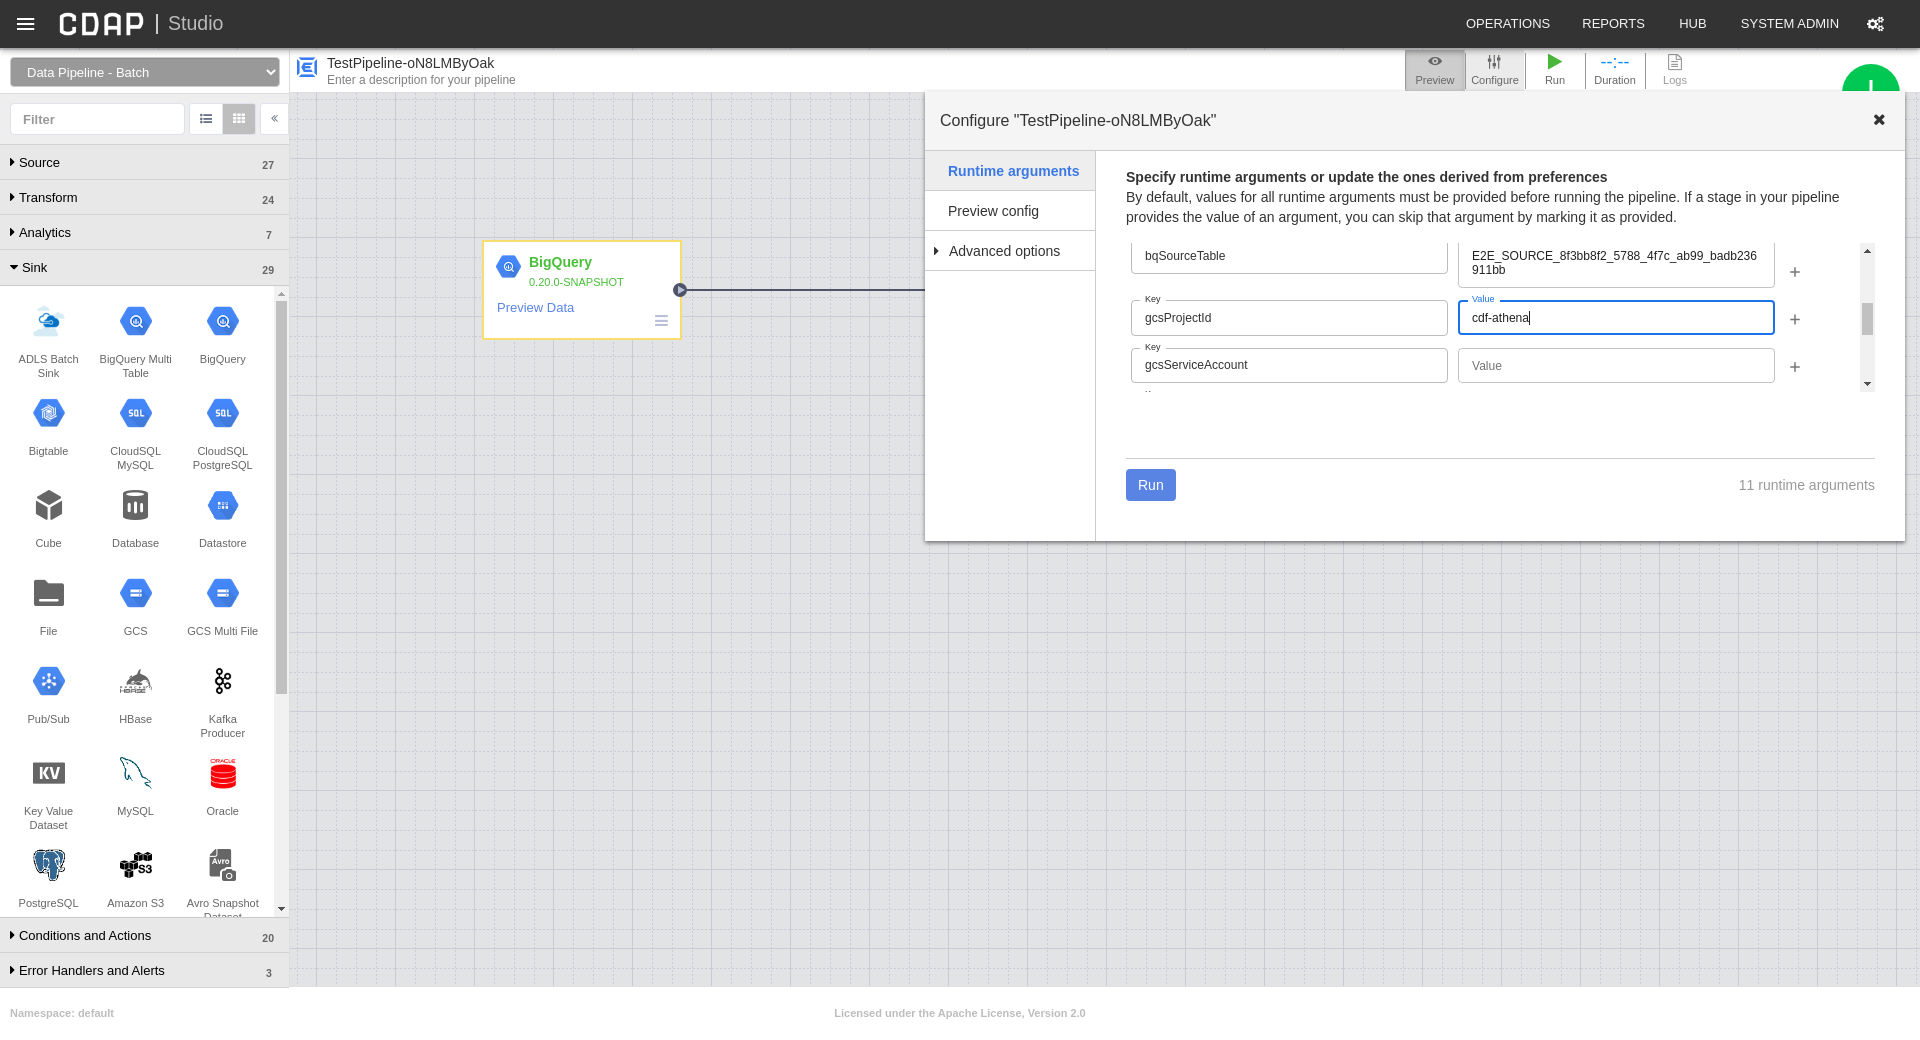 CDAP | Studio
OPERATIONS
REPORTS
HUB
SYSTEM ADMIN
Data Pipeline - Batch
TestPipeline-oN8LMByOak
Enter a description for your pipeline
Preview
Configure
Run
Duration
Logs
Filter
Source 27
Transform 24
Analytics 7
Sink 29
ADLS Batch
Sink
BigQuery Multi
Table
BigQuery
Bigtable
SQL
CloudSQL
MySQL
SQL
CloudSQL
PostgreSQL
Cube
Database
Datastore
File
GCS
GCS Multi File
Pub/Sub
HBASE
HBase
Kafka
Producer
KV
Key Value
Dataset
MySQL
ORACLE
Oracle
PostgreSQL
S3
Amazon S3
Avro
Avro Snapshot
Dataset
Conditions and Actions 20
Error Handlers and Alerts 3
BigQuery
0.20.0-SNAPSHOT
Preview Data
Configure "TestPipeline-oN8LMByOak"
Runtime arguments
Preview config
Advanced options
Specify runtime arguments or update the ones derived from preferences
By default, values for all runtime arguments must be provided before running the pipeline. If a stage in your pipeline
provides the value of an argument, you can skip that argument by marking it as provided.
bqSourceTable
E2E_SOURCE_8f3bb8f2_5788_4f7c_ab99_badb236
911bb
Key
gcsProjectId
Value
cdf-athena
Key
gcsServiceAccount
Value
Run
11 runtime arguments
Namespace: default
Licensed under the Apache License, Version 2.0